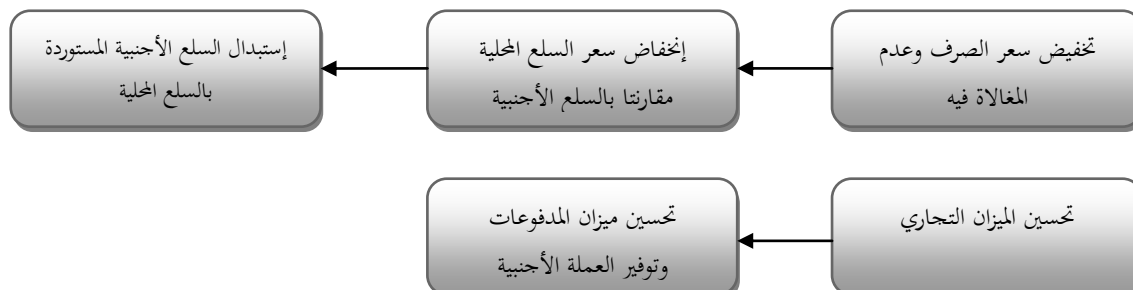 تخفيض سعر الصرف وعدم
المغالاة فيه
إنخفاض سعر السلع المحلية
مقارنتا بالسلع الأجنبية
إستبدال السلع الأجنبية المستوردة
بالسلع المحلية
تحسين الميزان التجاري
تحسين ميزان المدفوعات
وتوفير العملة الأجنبية